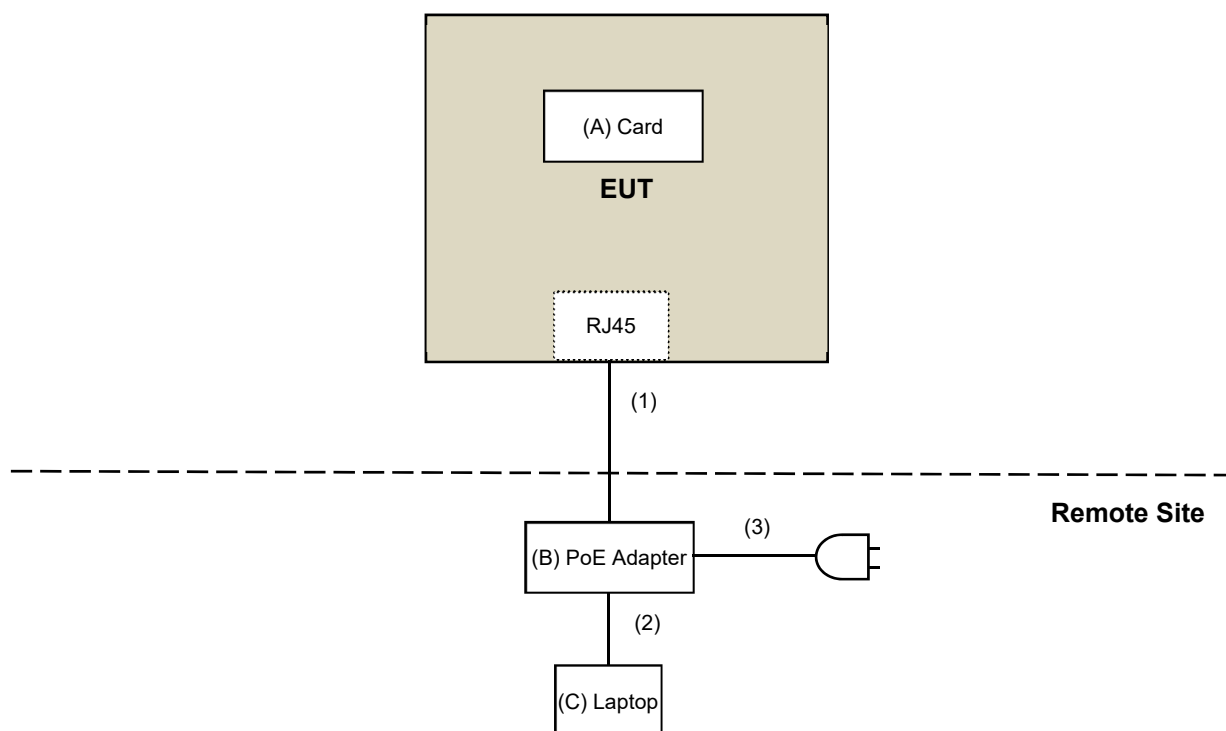 (A) Card
EUT
RJ45
(1)
Remote Site
(3)
(B) PoE Adapter
(2)
(C) Laptop